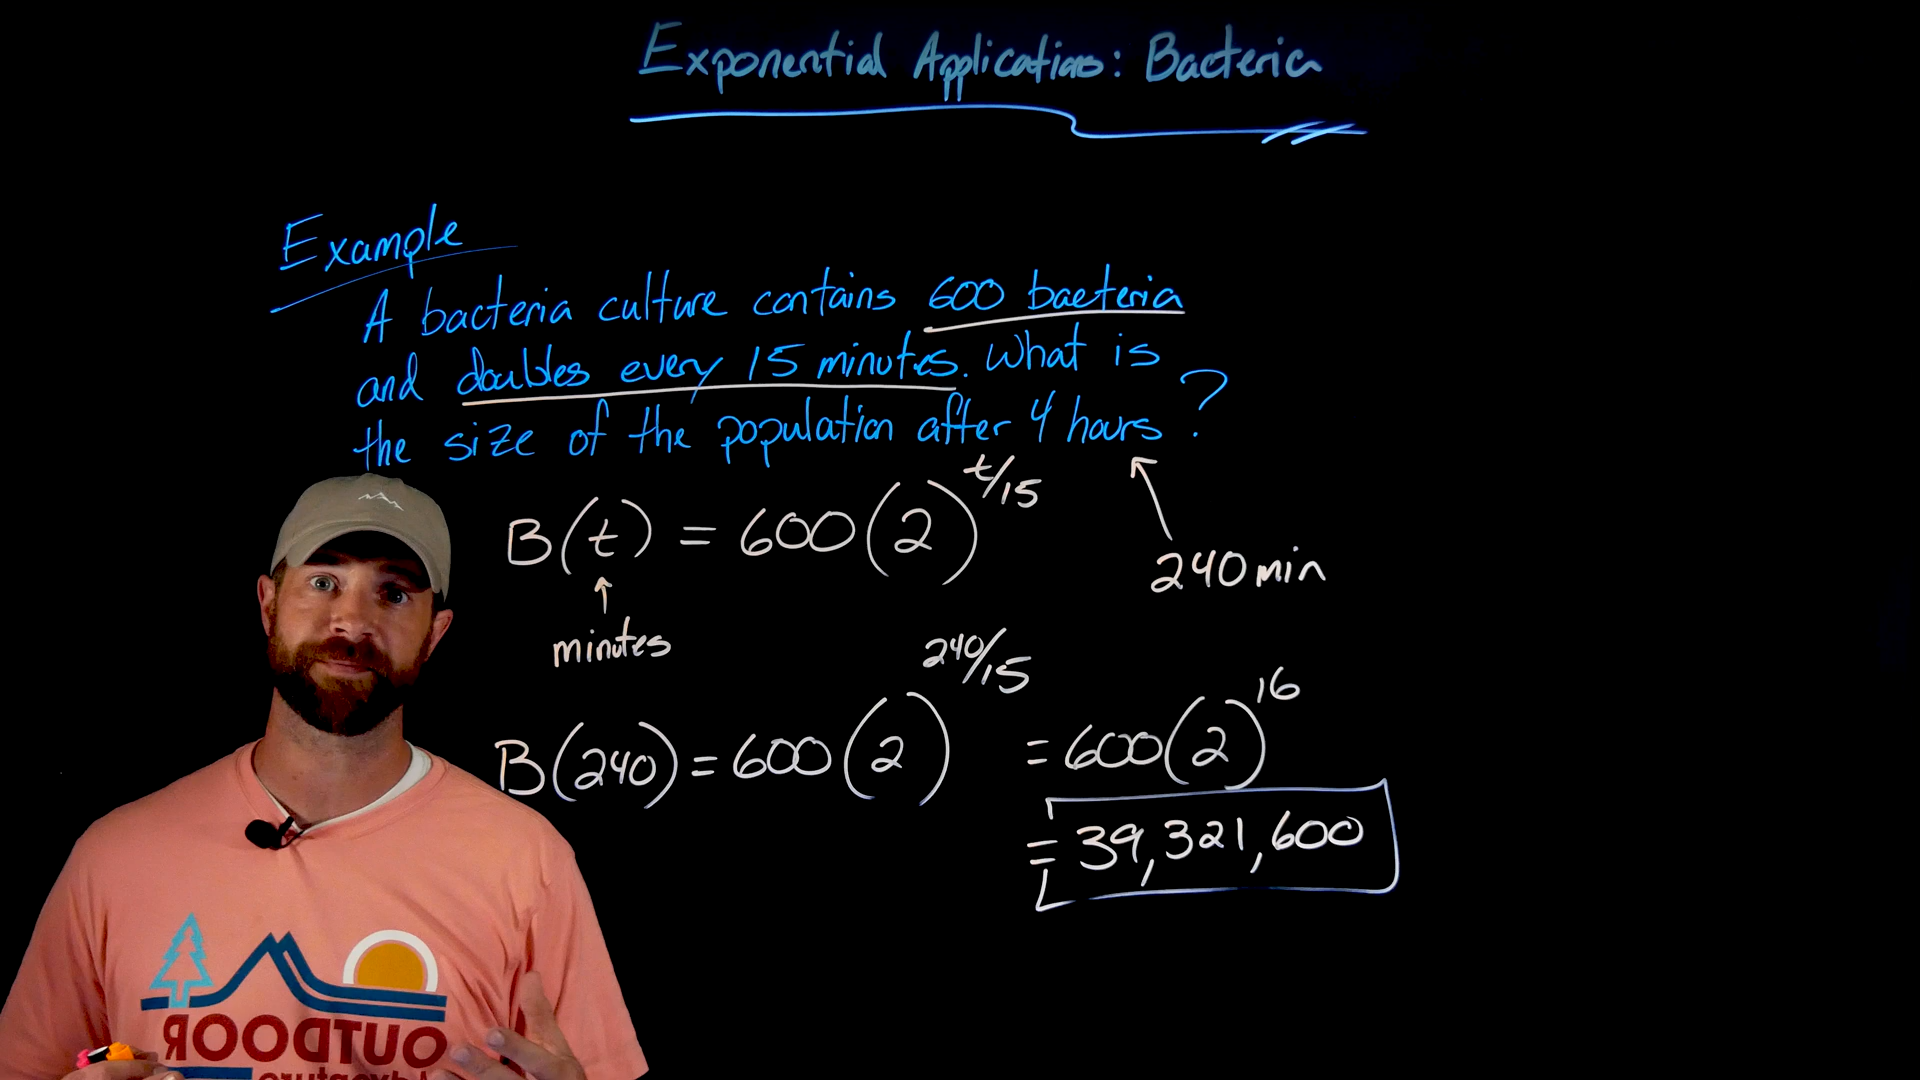 Exponential Applications: Bacteria
Example
A bacteria culture contains 600 bacteria
and doubles every 15 minutes. What is
the size of the population after 4 hours?
B(t) = 600(2)^t/15
240 min
minutes
B(240) = 600(2)^240/15 = 600(2)^16
= 39,321,600
OUTDOOR
Adventure